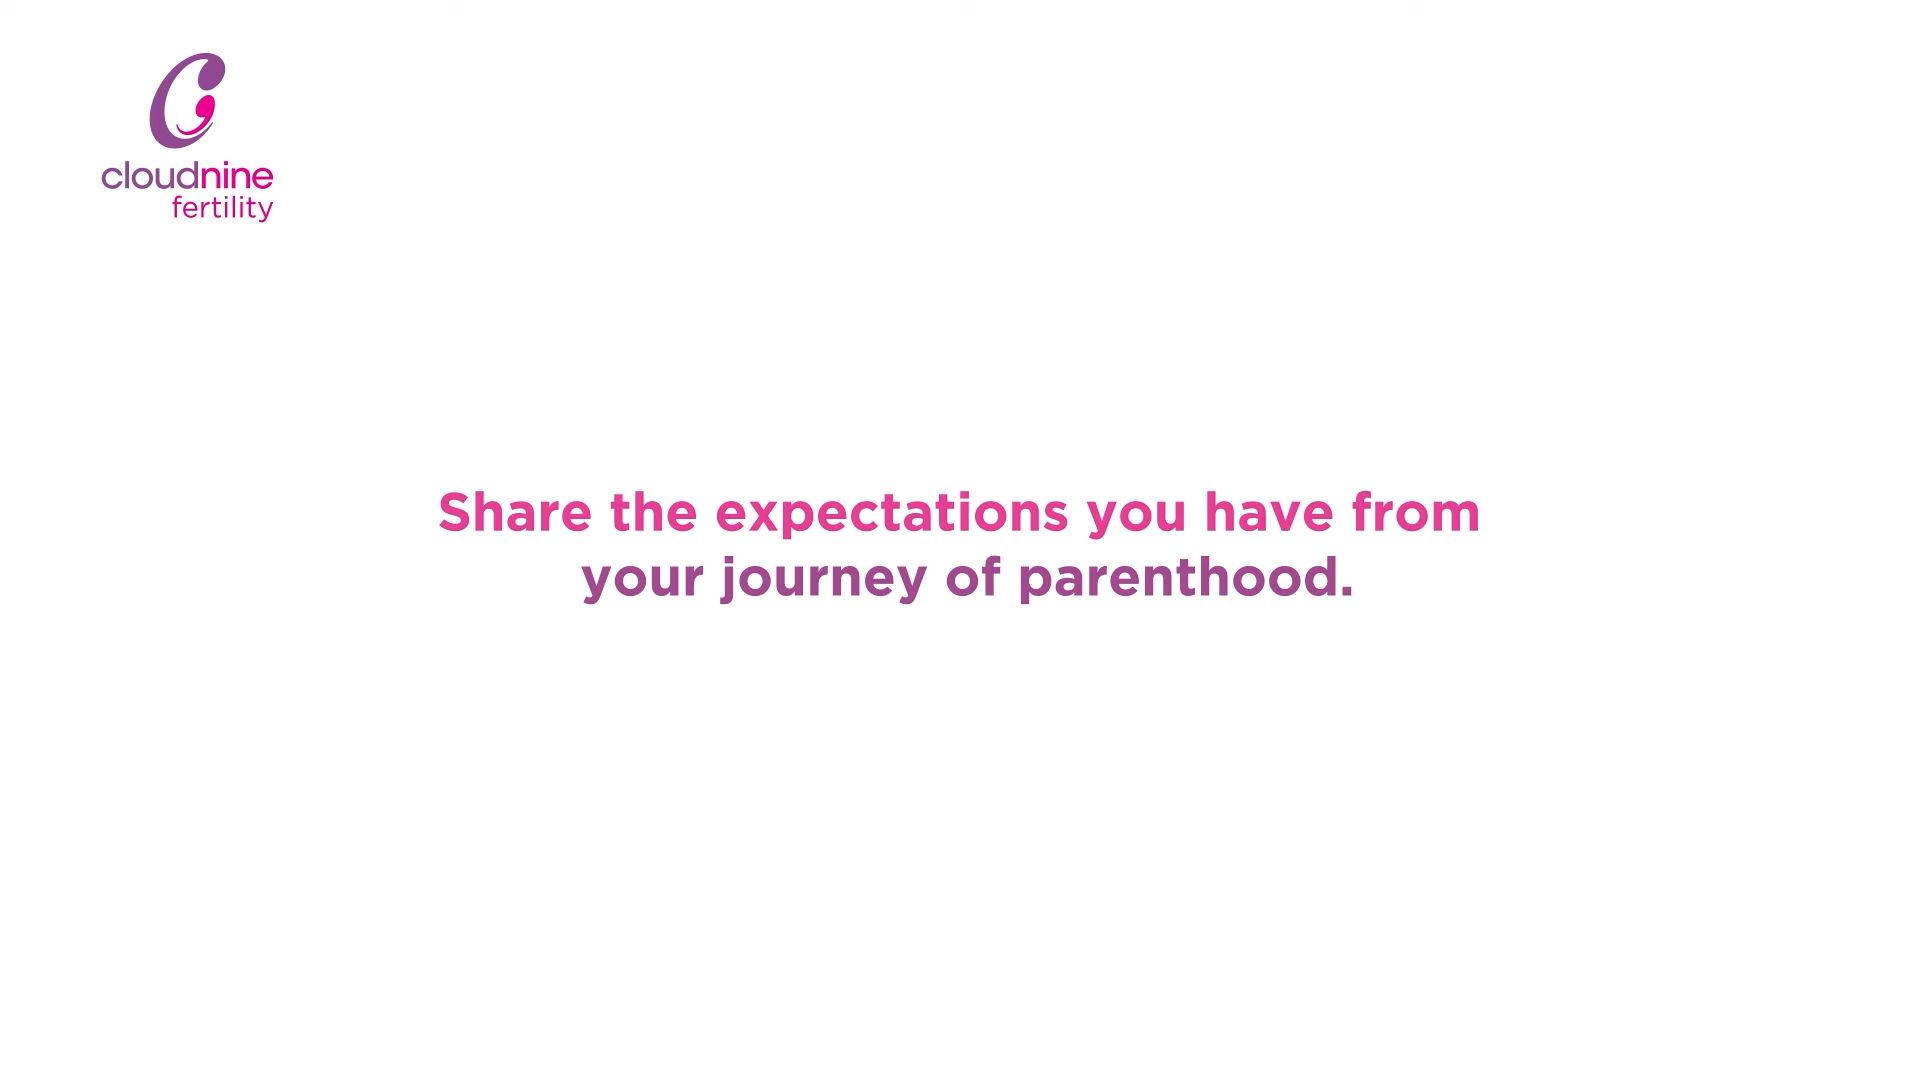 cloudnine
fertility
Share the expectations you have from
your journey of parenthood.